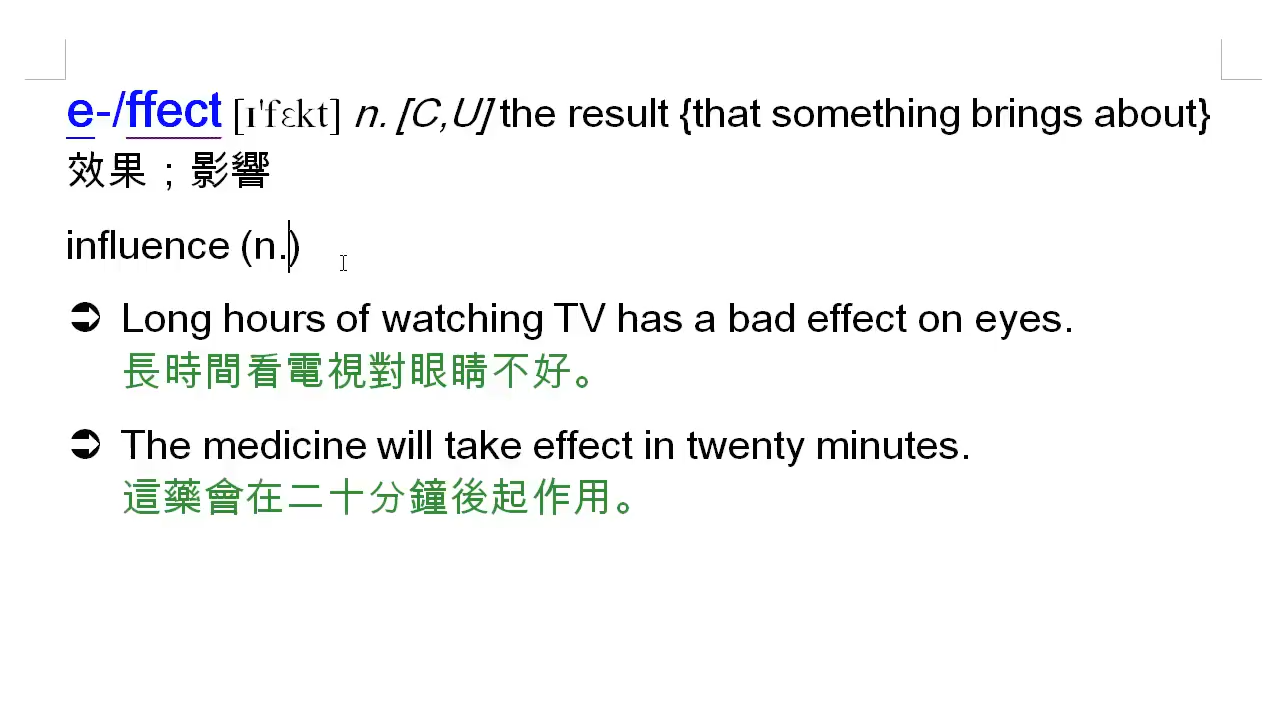 e-/ffect [ɪ'fɛkt] n. [C,U] the result {that something brings about}
效果；影響
influence (n.)
➲ Long hours of watching TV has a bad effect on eyes.
長時間看電視對眼睛不好。
➲ The medicine will take effect in twenty minutes.
這藥會在二十分鐘後起作用。